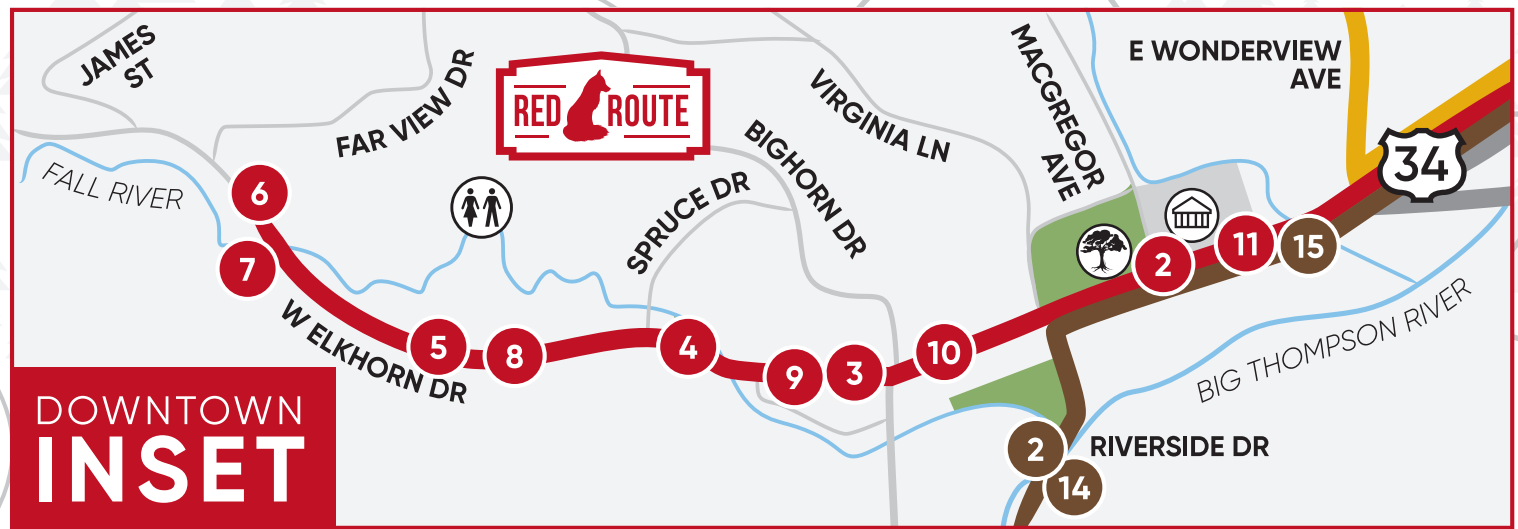 JAMES
ST
FAR VIEW DR
RED ROUTE
VIRGINIA LN
MACGREGOR
AVE
E WONDERVIEW
AVE
34
FALL RIVER
6
7
SPRUCE DR
BIGHORN DR
2
11
15
W ELKHORN DR
5
8
4
9
3
10
BIG THOMPSON RIVER
RIVERSIDE DR
2
14
DOWNTOWN
INSET